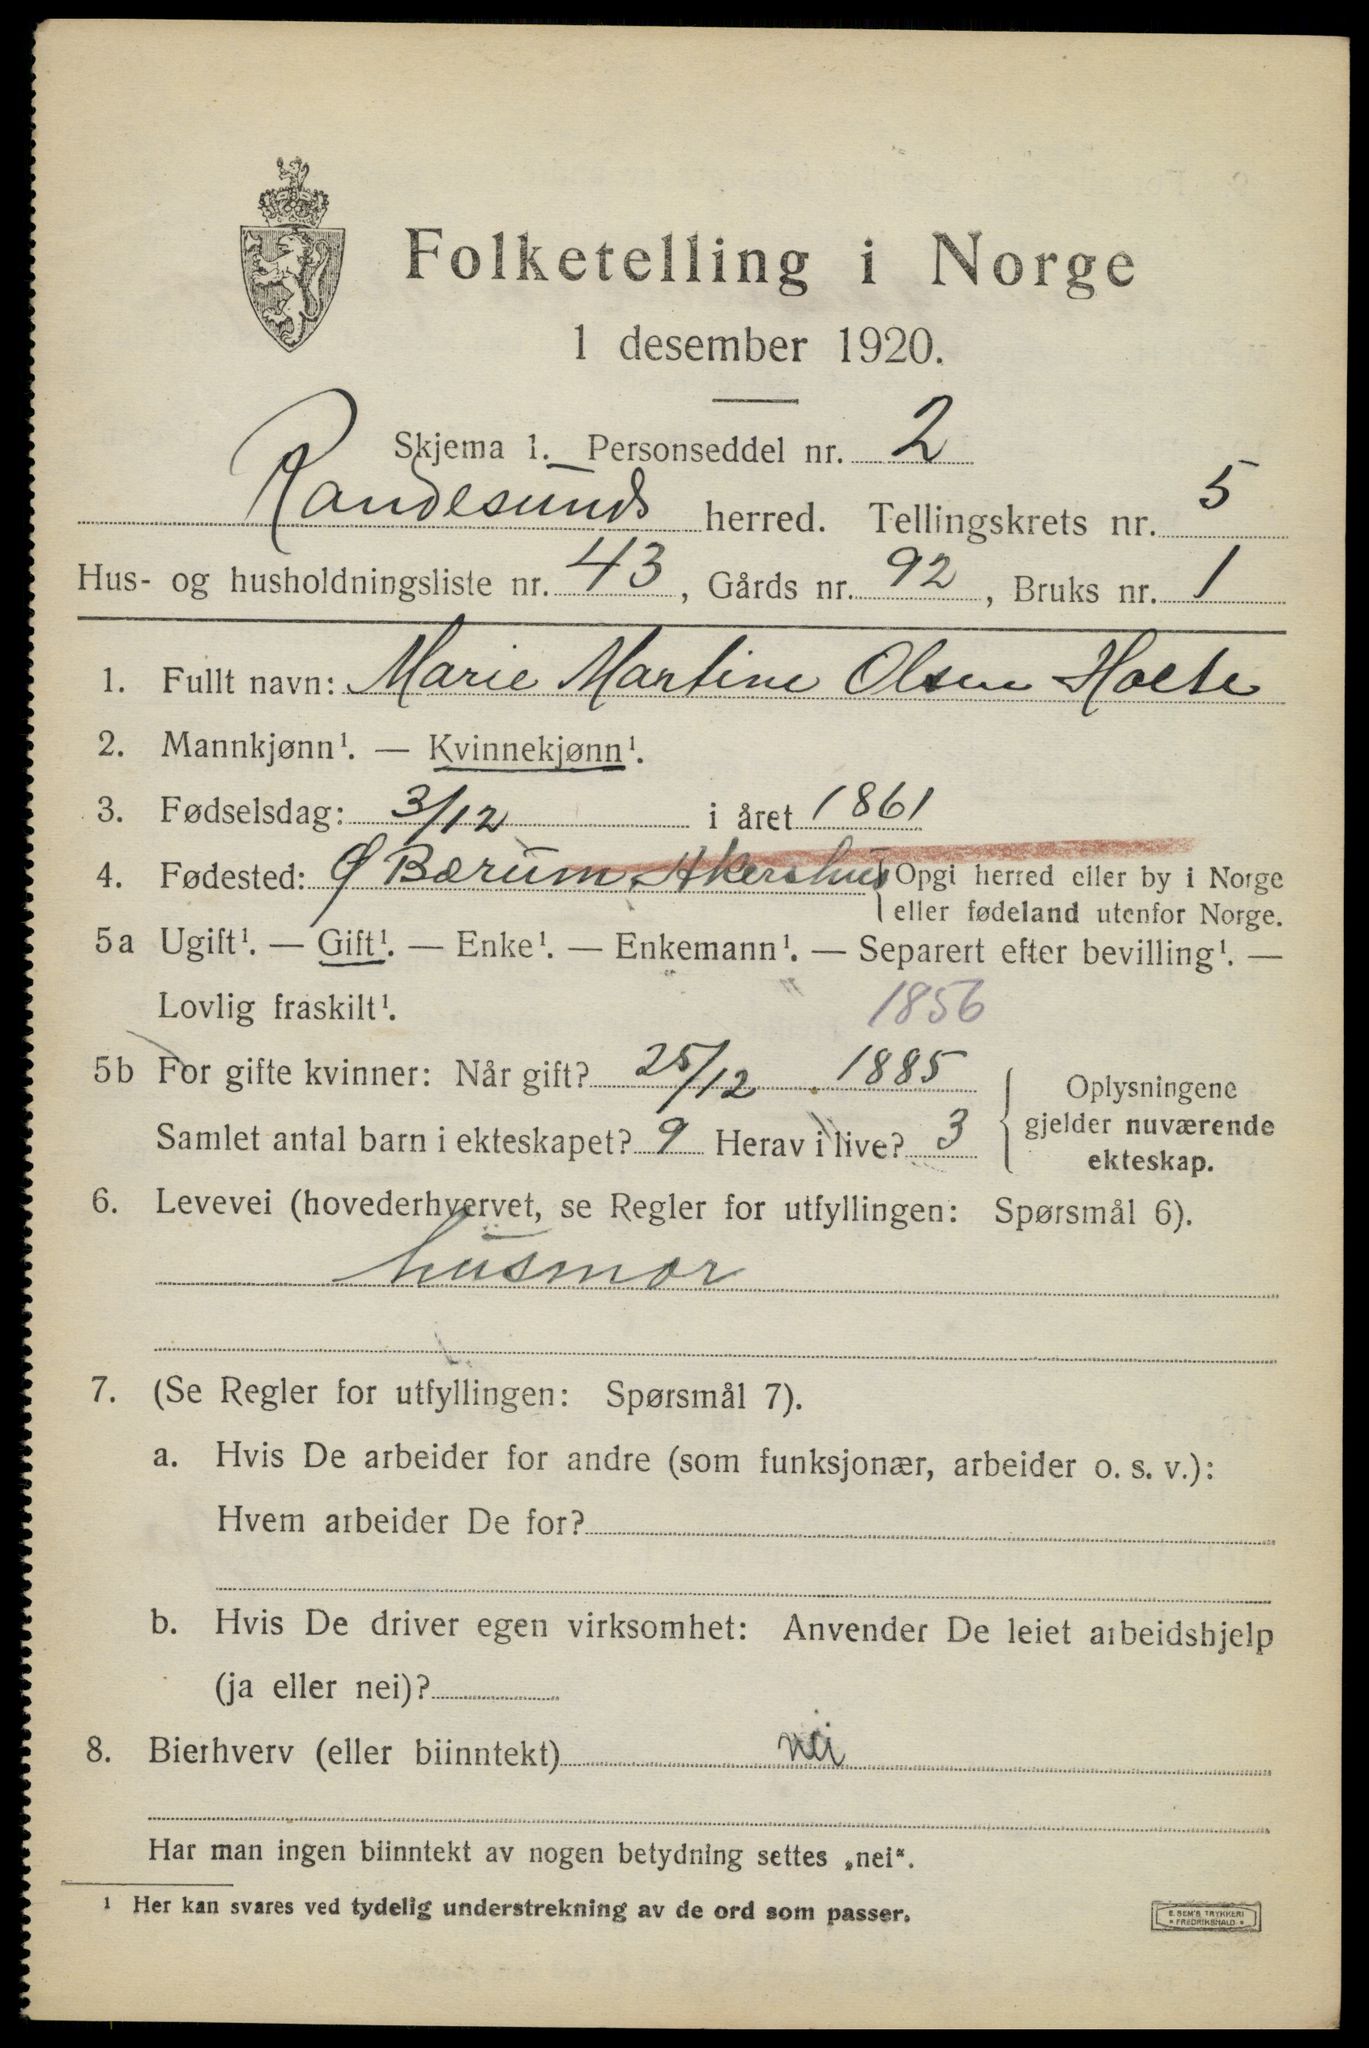 Folketelling i Norge
1 desember 1920.
Skjema 1. Personseddel nr. 2
Randesunds herred. Tellingskrets nr. 5
Hus- og husholdningsliste nr. 43, Gårds nr. 92, Bruks nr. 1
1. Fullt navn: Marie Martine Olsen Holte
2. Mannkjønn¹. — Kvinnekjønn¹.
3. Fødselsdag: 3/12 i året 1861
4. Fødested: Ø Bærum, Akershus { Opgi herred eller by i Norge
eller fødeland utenfor Norge.
5a Ugift¹. — Gift¹. — Enke¹. — Enkemann¹. — Separert efter bevilling¹. —
Lovlig fraskilt¹. 1856
5b For gifte kvinner: Når gift? 25/12 1885
Samlet antal barn i ekteskapet? 9 Herav i live? 3
Oplysningene
gjelder nuværende
ekteskap.
6. Levevei (hovederhvervet, se Regler for utfyllingen: Spørsmål 6).
husmor
7. (Se Regler for utfyllingen: Spørsmål 7).
a. Hvis De arbeider for andre (som funksjonær, arbeider o. s. v.):
Hvem arbeider De for?
b. Hvis De driver egen virksomhet: Anvender De leiet arbeidshjelp
(ja eller nei)?
8. Bierhverv (eller biinntekt) nei
Har man ingen biinntekt av nogen betydning settes „nei“.
¹ Her kan svares ved tydelig understrekning av de ord som passer.
E. SEM'S TRYKKERI
* FREDRIKSHALD *